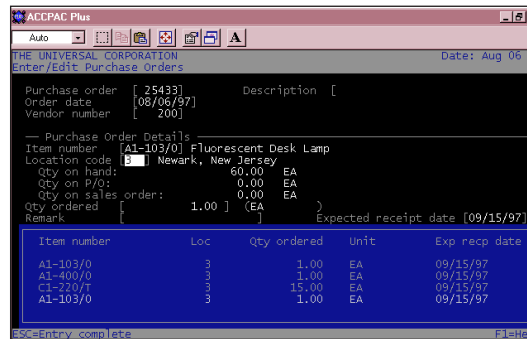 ACCPAC Plus
Auto A
THE UNIVERSAL CORPORATION Date: Aug 06
Enter/Edit Purchase Orders
Purchase order [ 25433] Description [
Order date [08/06/97]
Vendor number [ 200]
Purchase Order Details
Item number [A1-103/0] Fluorescent Desk Lamp
Location code [3 ] Newark, New Jersey
Qty on hand: 60.00 EA
Qty on P/O: 0.00 EA
Qty on sales order: 0.00 EA
Qty ordered [ 1.00 ] (EA )
Remark [ ] Expected receipt date [09/15/97]
Item number Loc Qty ordered Unit Exp recp date
A1-103/0 3 1.00 EA 09/15/97
A1-400/0 3 1.00 EA 09/15/97
C1-220/T 3 15.00 EA 09/15/97
A1-103/0 3 1.00 EA 09/15/97
ESC=Entry complete F1=He